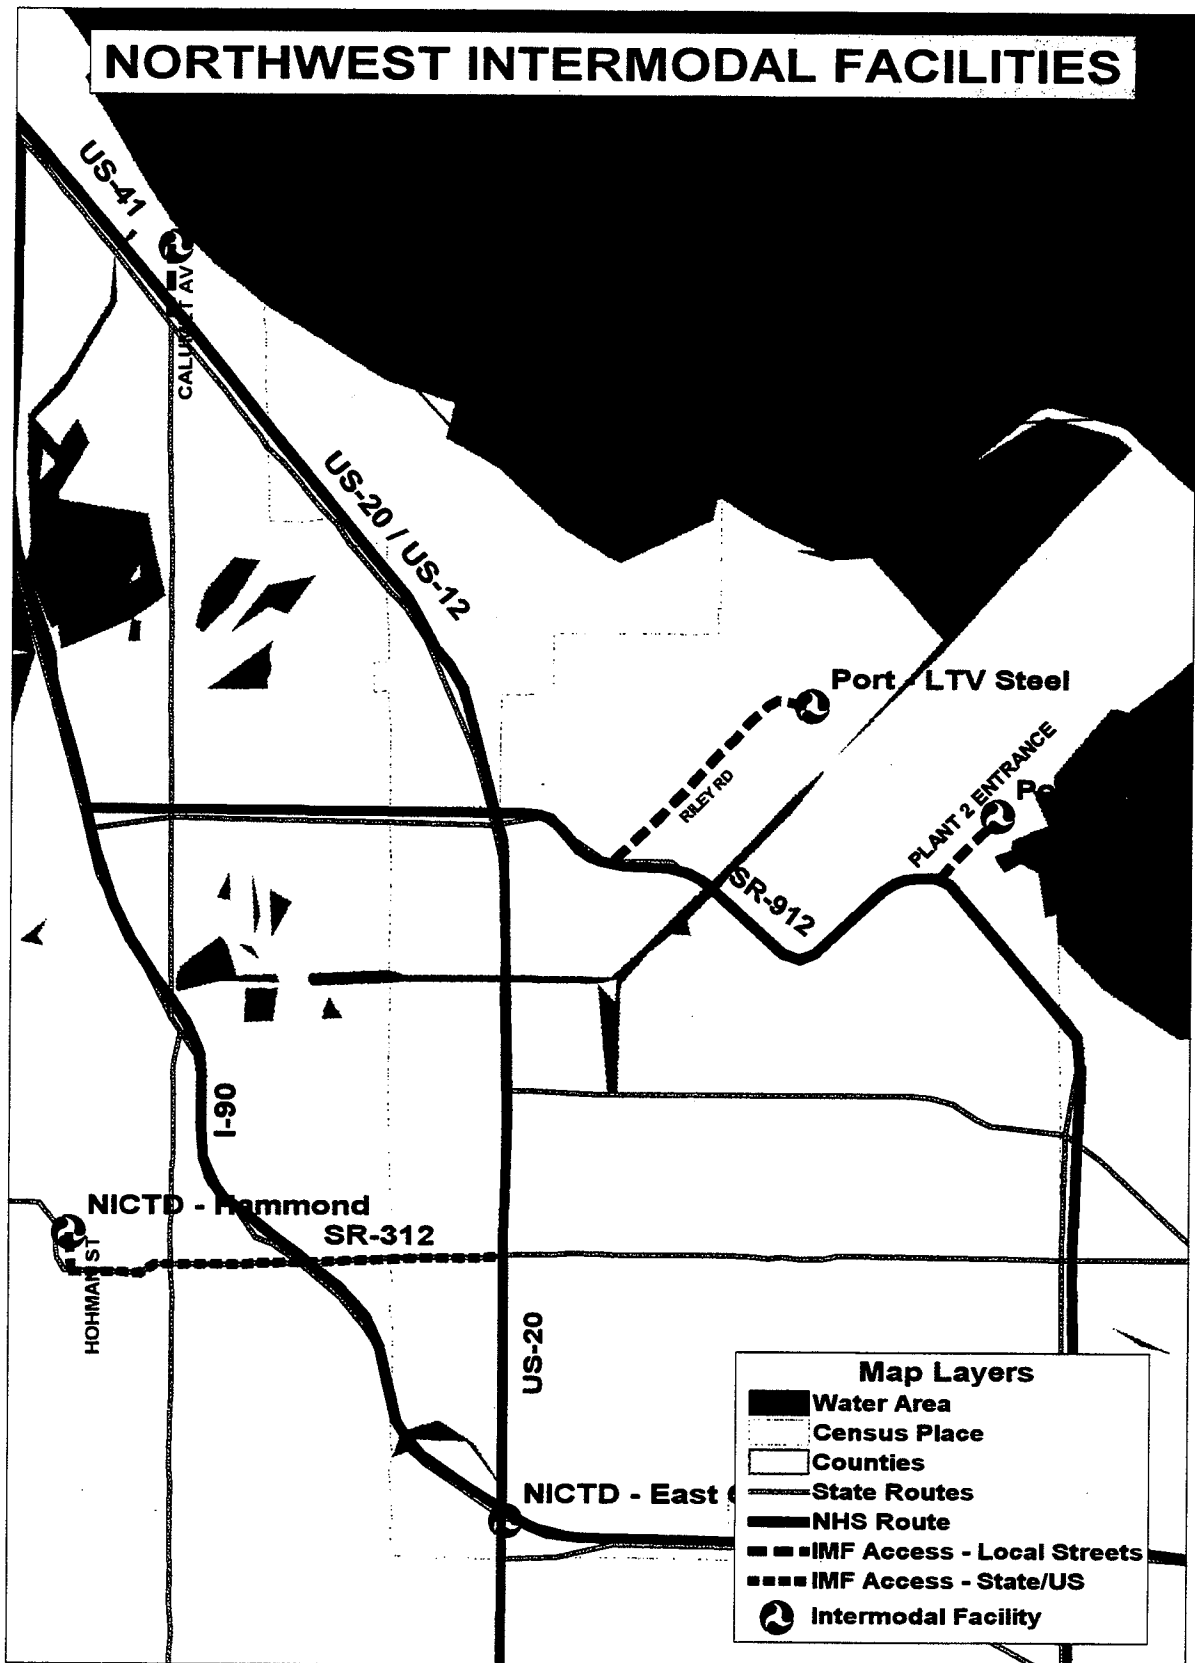 NORTHWEST INTERMODAL FACILITIES
US-41
CALUMET AV
US-20 / US-12
Port - LTV Steel
RILEY RD
PLANT 2 ENTRANCE
SR-912
I-90
NICTD - Hammond
SR-312
HOHMAN ST
US-20
NICTD - East
Map Layers
Water Area
Census Place
Counties
State Routes
NHS Route
IMF Access - Local Streets
IMF Access - State/US
Intermodal Facility